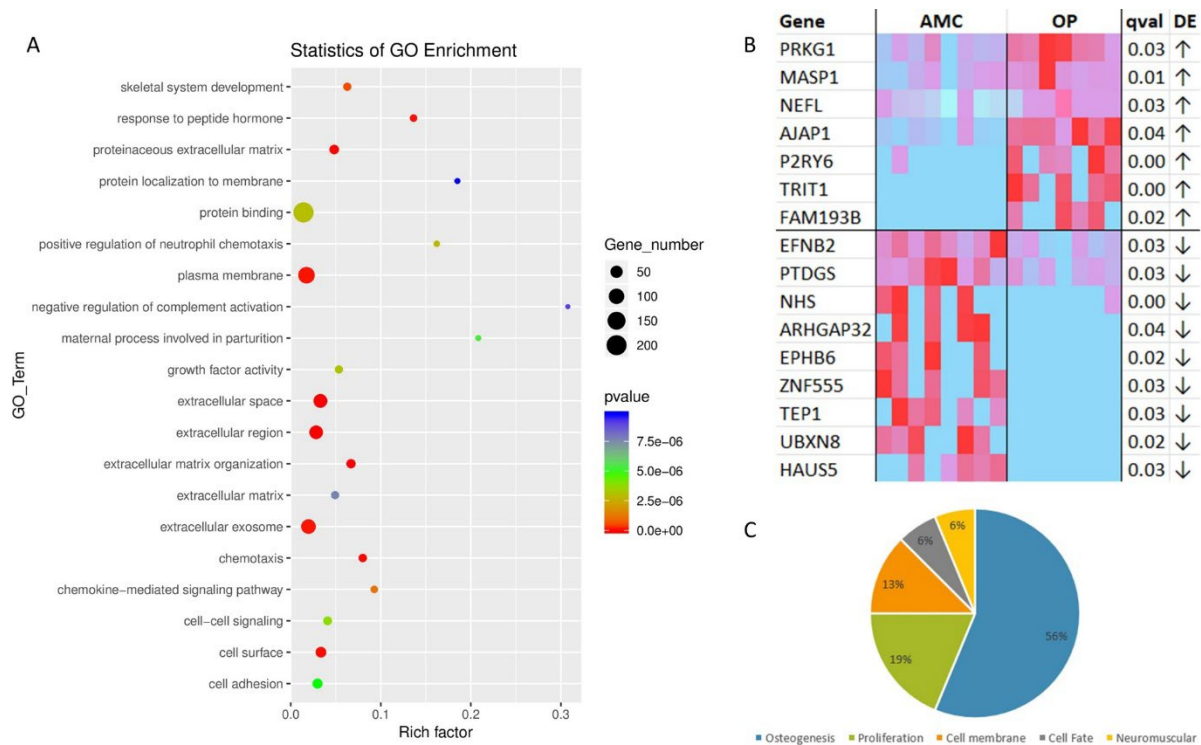 A
Statistics of GO Enrichment
GO_Term
skeletal system development
response to peptide hormone
proteinaceous extracellular matrix
protein localization to membrane
protein binding
positive regulation of neutrophil chemotaxis
plasma membrane
negative regulation of complement activation
maternal process involved in parturition
growth factor activity
extracellular space
extracellular region
extracellular matrix organization
extracellular matrix
extracellular exosome
chemotaxis
chemokine-mediated signaling pathway
cell-cell signaling
cell surface
cell adhesion
0.0 0.1 0.2 0.3
Rich factor
Gene_number
50
100
150
200
pvalue
7.5e-06
5.0e-06
2.5e-06
0.0e+00
B
Gene AMC OP qval DE
PRKG1 0.03 ↑
MASP1 0.01 ↑
NEFL 0.03 ↑
AJAP1 0.04 ↑
P2RY6 0.00 ↑
TRIT1 0.00 ↑
FAM193B 0.02 ↑
EFNB2 0.03 ↓
PTDGS 0.03 ↓
NHS 0.00 ↓
ARHGAP32 0.04 ↓
EPHB6 0.02 ↓
ZNF555 0.03 ↓
TEP1 0.03 ↓
UBXN8 0.02 ↓
HAUS5 0.03 ↓
C
6%
6%
13%
19%
56%
Osteogenesis Proliferation Cell membrane Cell Fate Neuromuscular